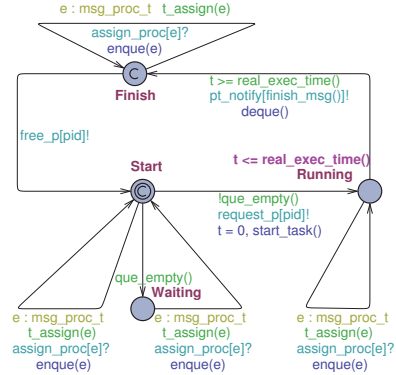 e : msg_proc_t t_assign(e)
assign_proc[e]?
enque(e)
C
Finish
t >= real_exec_time()
pt_notify[finish_msg()]!
deque()
free_p[pid]!
Start
C
t <= real_exec_time()
Running
!que_empty()
request_p[pid]!
t = 0, start_task()
que_empty()
Waiting
e : msg_proc_t
t_assign(e)
assign_proc[e]?
enque(e)
e : msg_proc_t
t_assign(e)
assign_proc[e]?
enque(e)
e : msg_proc_t
t_assign(e)
assign_proc[e]?
enque(e)